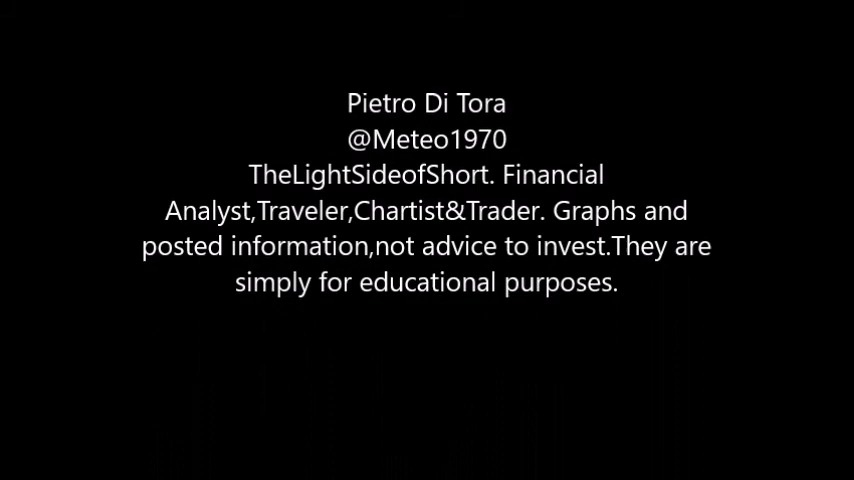 Pietro Di Tora
@Meteo1970
TheLightSideofShort. Financial
Analyst,Traveler,Chartist&Trader. Graphs and
posted information,not advice to invest.They are
simply for educational purposes.